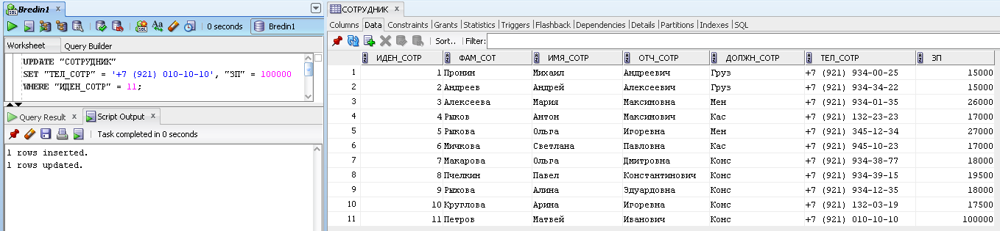 Bredin1
0 seconds
Bredin1
Worksheet
Query Builder
UPDATE "СОТРУДНИК"
SET "ТЕЛ_СОТР" = '+7 (921) 010-10-10', "ЗП" = 100000
WHERE "ИДЕН_СОТР" = 11;
Query Result
Script Output
Task completed in 0 seconds
1 rows inserted.
1 rows updated.
СОТРУДНИК
Columns Data Constraints Grants Statistics Triggers Flashback Dependencies Details Partitions Indexes SQL
Sort.. Filter:
ИДЕН_СОТР ФАМ_СОТ ИМЯ_СОТР ОТЧ_СОТР ДОЛЖН_СОТР ТЕЛ_СОТР ЗП
1 1 Пронин Михаил Андреевич Груз +7 (921) 934-00-25 15000
2 2 Андреев Андрей Алексеевич Груз +7 (921) 934-34-22 15000
3 3 Алексеева Мария Максимовна Мен +7 (921) 934-01-35 26000
4 4 Рыков Антон Максимович Кас +7 (921) 132-23-23 17000
5 5 Рыкова Ольга Игоревна Мен +7 (921) 345-12-34 27000
6 6 Мичкова Светлана Павловна Кас +7 (921) 945-10-23 17000
7 7 Макарова Ольга Дмитровна Конс +7 (921) 934-38-77 18000
8 8 Пчелкин Павел Константинович Конс +7 (921) 934-39-15 19500
9 9 Рыжова Алина Эдуардовна Конс +7 (921) 934-12-35 18000
10 10 Круглова Арина Игоревна Конс +7 (921) 132-03-19 17500
11 11 Петров Матвей Иванович Конс +7 (921) 010-10-10 100000